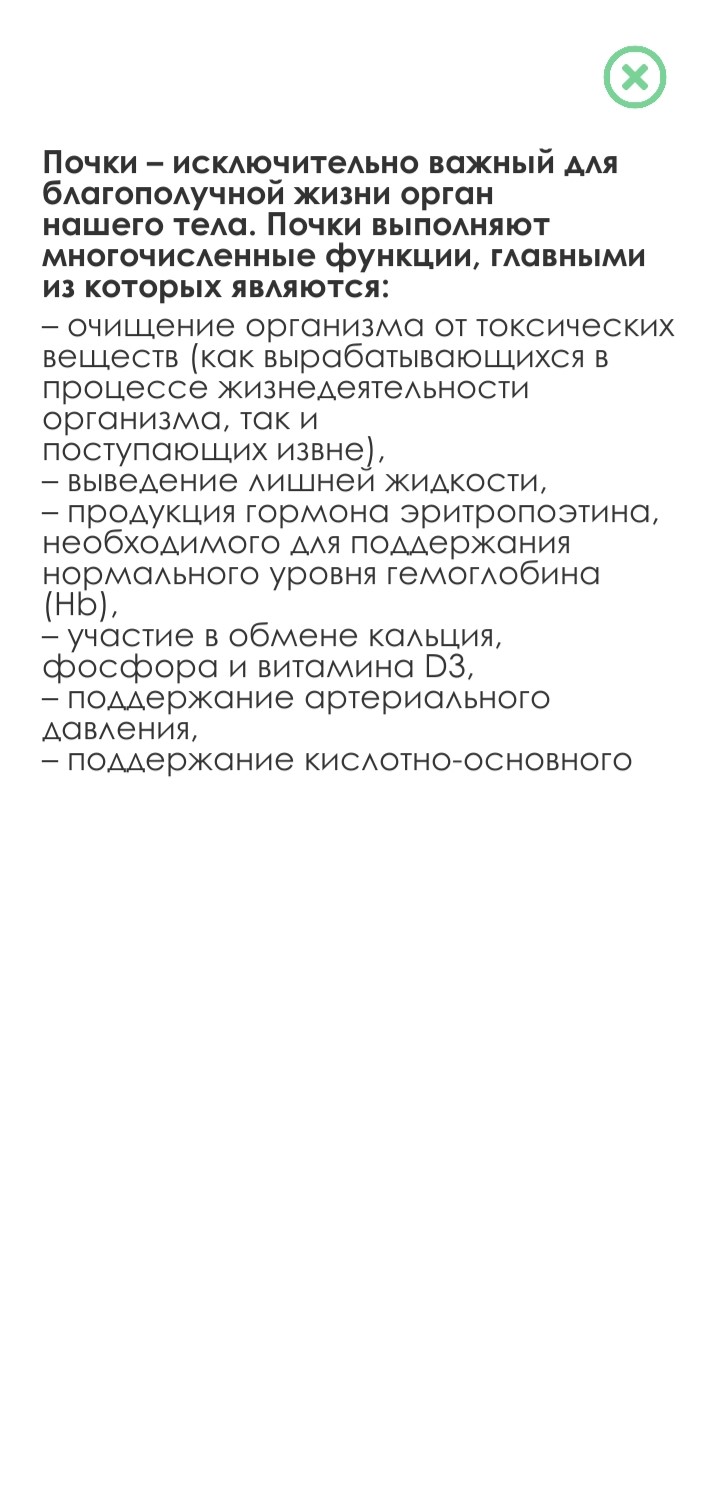 Почки – исключительно важный для
благополучной жизни орган
нашего тела. Почки выполняют
многочисленные функции, главными
из которых являются:
– очищение организма от токсических
веществ (как вырабатывающихся в
процессе жизнедеятельности
организма, так и
поступающих извне),
– выведение лишней жидкости,
– продукция гормона эритропоэтина,
необходимого для поддержания
нормального уровня гемоглобина
(Hb),
– участие в обмене кальция,
фосфора и витамина D3,
– поддержание артериального
давления,
– поддержание кислотно-основного